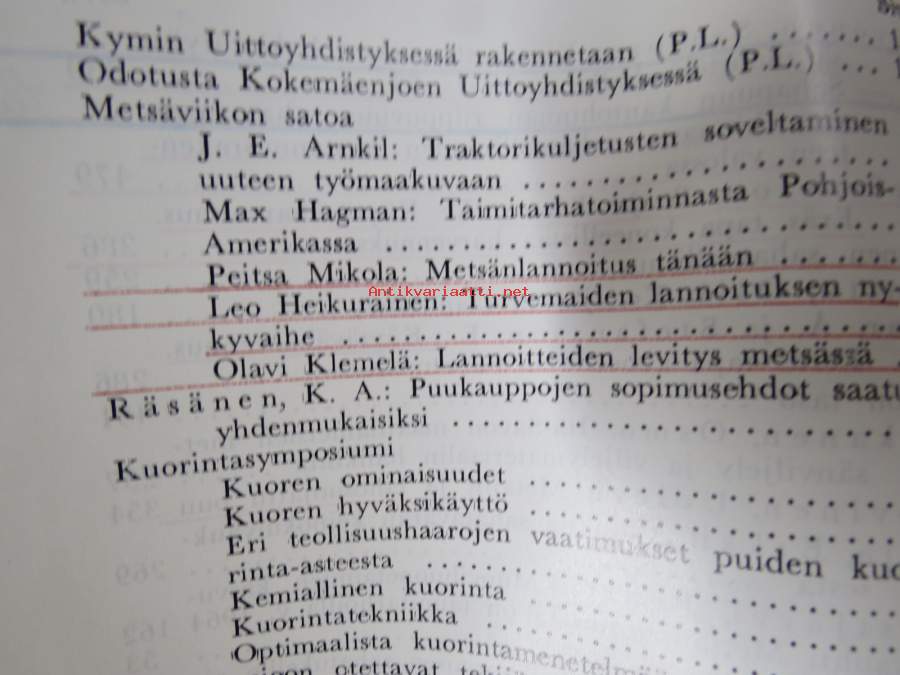 Kymin Uittoyhdistyksessä rakennetaan (P.L.) ....... 1
Odotusta Kokemäenjoen Uittoyhdistyksessä (P.L.) ...
Metsäviikon satoa
J. E. Arnkil: Traktorikuljetusten soveltaminen
uuteen työmaakuvaan
Max Hagman: Taimitarhatoiminnasta Pohjois-
Amerikassa
Peitsa Mikola: Metsänlannoitus tänään
Antikvariaatti.net
Leo Heikurainen: Turvemaiden lannoituksen ny-
kyvaihe
Olavi Klemelä: Lannoitteiden levitys metsässä
Räsänen, K. A.: Puukauppojen sopimusehdot saatu
yhdenmukaisiksi
Kuorintasymposiumi
Kuoren ominaisuudet
Kuoren hyväksikäyttö
Eri teollisuushaarojen vaatimukset puiden kuo
rinta-asteesta
Kemiallinen kuorinta
Kuorintatekniikka
Optimaalista
otettavat